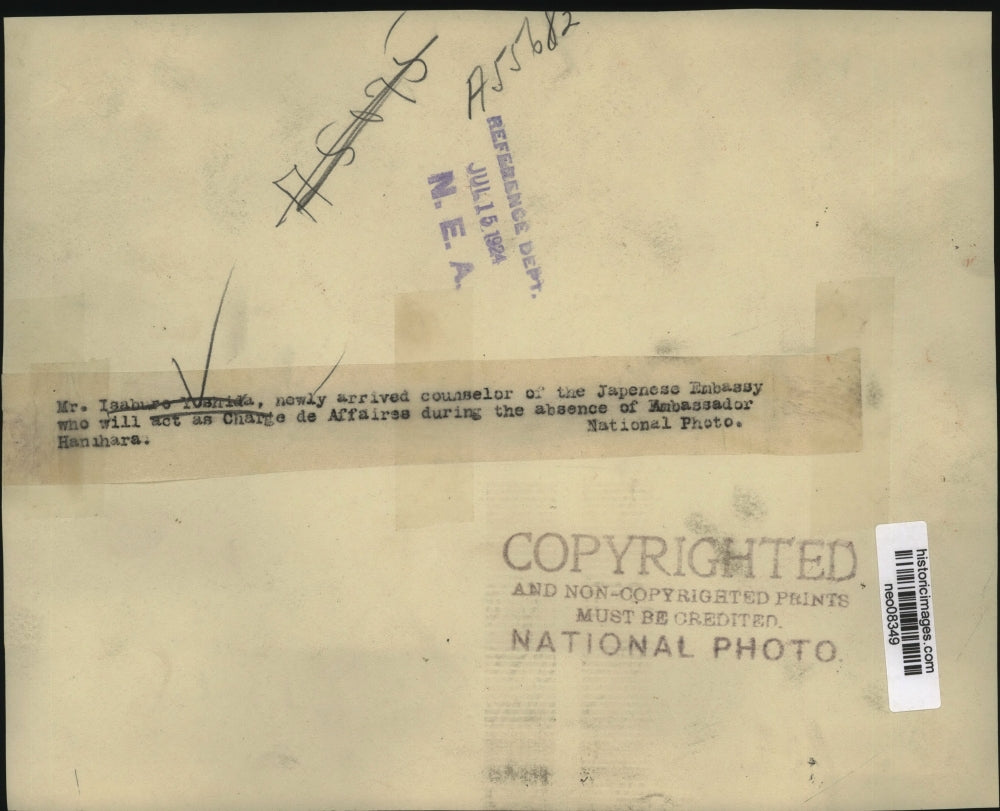 A55682
REFERENCE DEPT.
JUL 15 1924
N. E. A.
Mr. Isaburo Yoshida, newly arrived counselor of the Japenese Embassy
who will act as Charge de Affaires during the absence of Ambassador
Hanihara.
National Photo.
COPYRIGHTED
AND NON-COPYRIGHTED PRINTS
MUST BE CREDITED.
NATIONAL PHOTO.
historicimages.com
neo08349